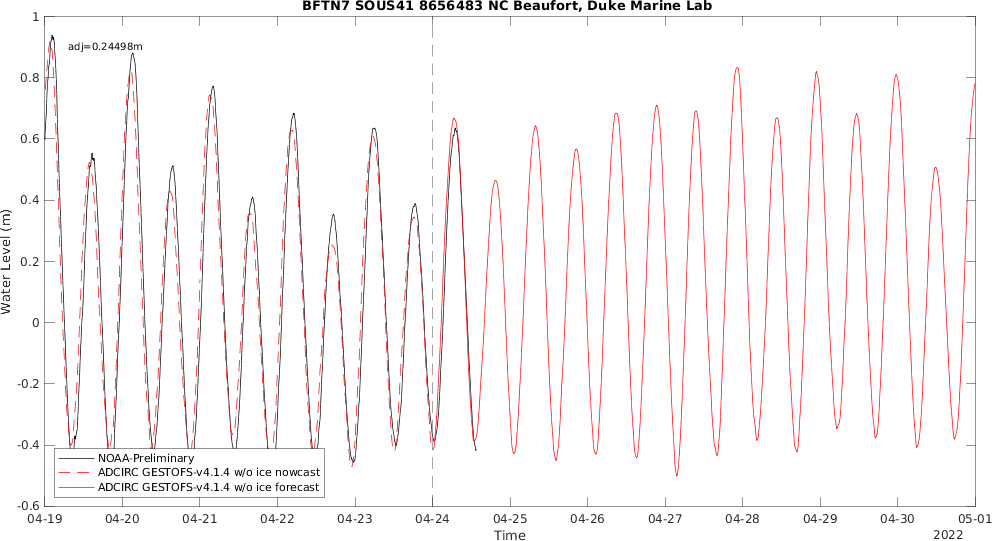 BFTN7 SOUS41 8656483 NC Beaufort, Duke Marine Lab
adj=0.24498m
1
0.8
0.6
0.4
0.2
0
-0.2
-0.4
-0.6
Water Level (m)
NOAA-Preliminary
ADCIRC GESTOFS-v4.1.4 w/o ice nowcast
ADCIRC GESTOFS-v4.1.4 w/o ice forecast
04-19 04-20 04-21 04-22 04-23 04-24 04-25 04-26 04-27 04-28 04-29 04-30 05-01
Time
2022